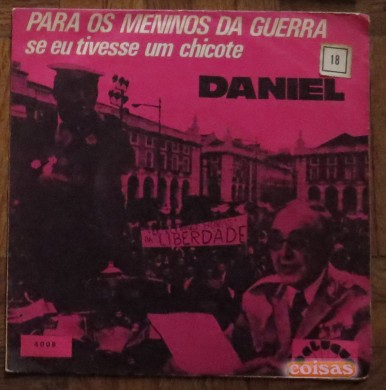 PARA OS MENINOS DA GUERRA
se eu tivesse um chicote
18
DANIEL
LIBERDADE
coisas